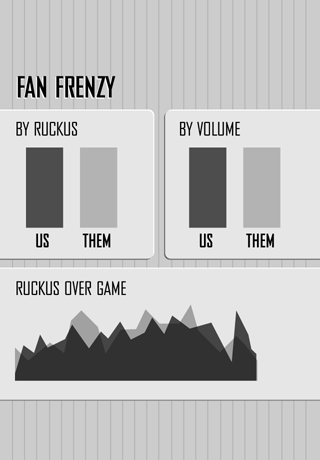 FAN FRENZY
BY RUCKUS
US THEM
BY VOLUME
US THEM
RUCKUS OVER GAME